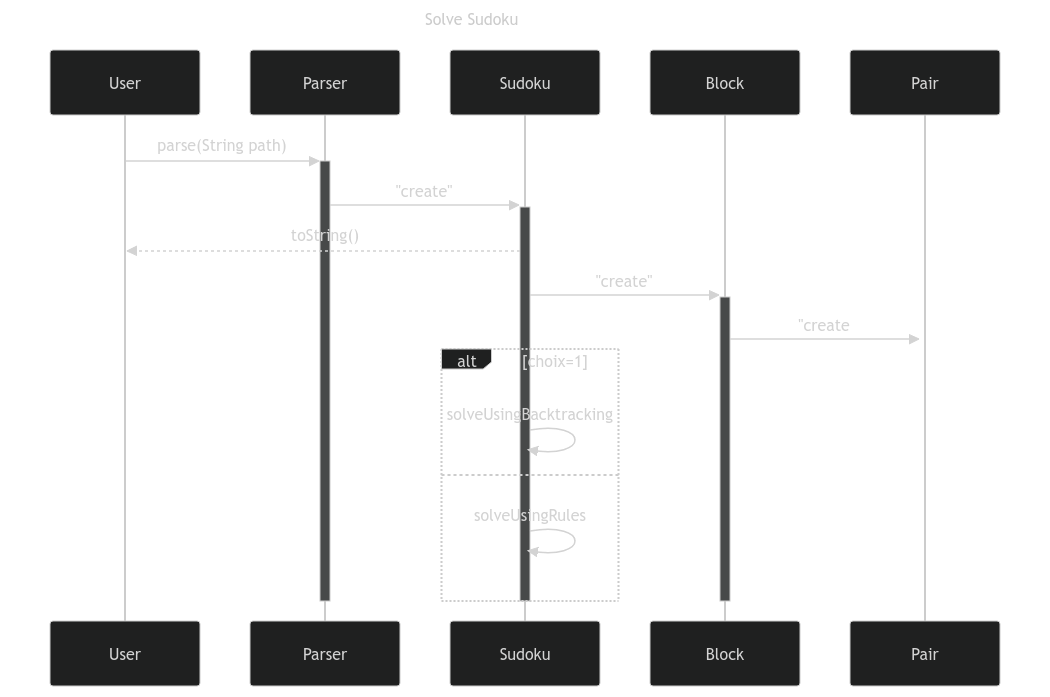 Solve Sudoku
User
Parser
Sudoku
Block
Pair
parse(String path)
"create"
toString()
"create"
"create
alt
[choix=1]
solveUsingBacktracking
solveUsingRules
User
Parser
Sudoku
Block
Pair